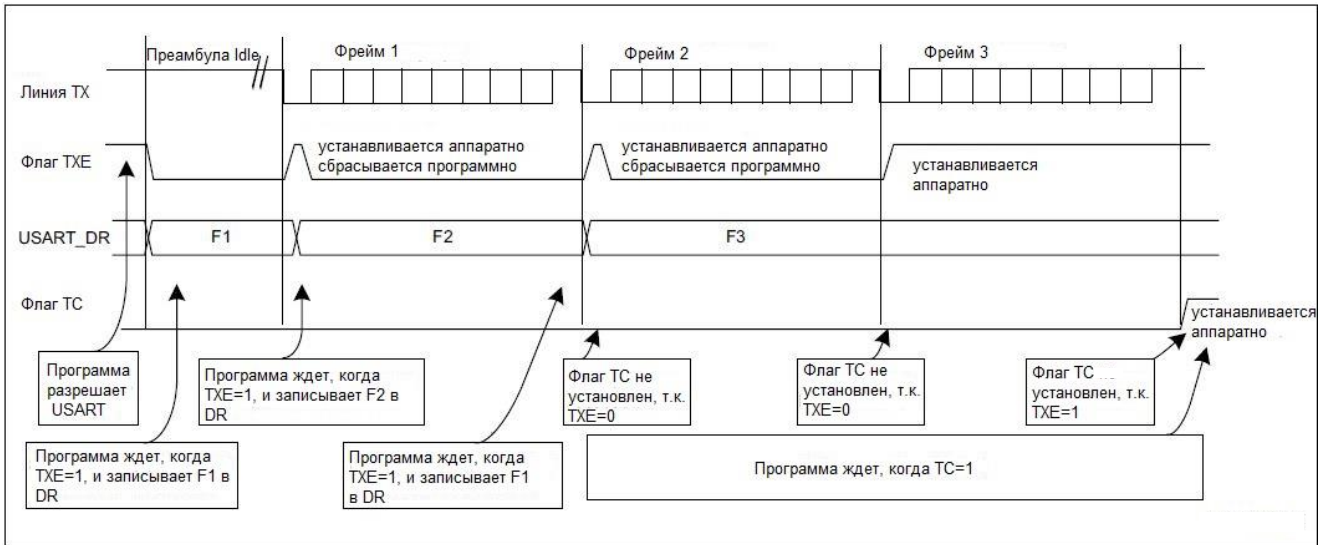 Преамбула Idle
Фрейм 1
Фрейм 2
Фрейм 3
Линия TX
Флаг TXE
устанавливается аппаратно
сбрасывается программно
устанавливается аппаратно
сбрасывается программно
устанавливается
аппаратно
USART_DR
F1
F2
F3
Флаг TC
устанавливается
аппаратно
Программа
разрешает
USART
Программа ждет, когда
TXE=1, и записывает F2 в
DR
Флаг TC не
установлен, т.к.
TXE=0
Флаг TC не
установлен, т.к.
TXE=0
Флаг TC
установлен, т.к.
TXE=1
Программа ждет, когда
TXE=1, и записывает F1 в
DR
Программа ждет, когда
TXE=1, и записывает F1
в DR
Программа ждет, когда TC=1